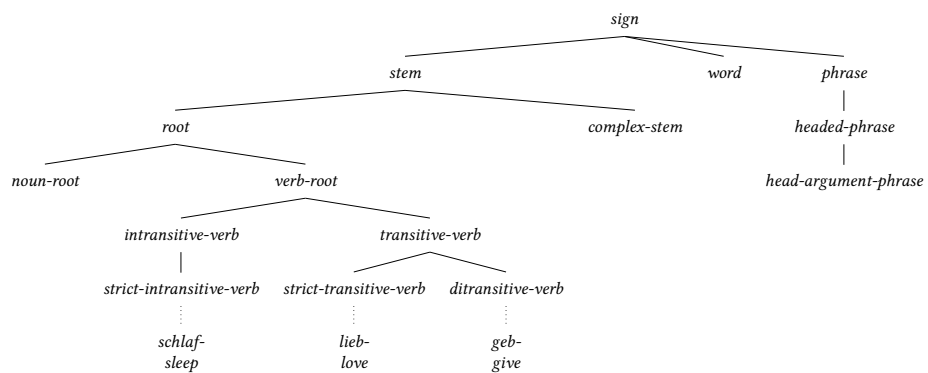 sign
stem word phrase
root complex-stem headed-phrase
noun-root verb-root head-argument-phrase
intransitive-verb transitive-verb
strict-intransitive-verb strict-transitive-verb ditransitive-verb
schlaf- lieb- geb-
sleep love give